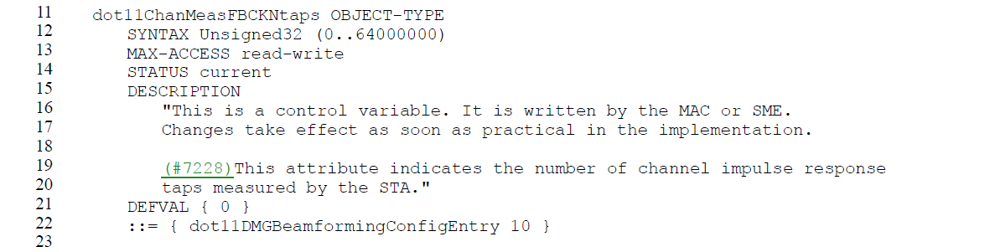 11 dot11ChanMeasFBCKNtaps OBJECT-TYPE
12 SYNTAX Unsigned32 (0..64000000)
13 MAX-ACCESS read-write
14 STATUS current
15 DESCRIPTION
16 "This is a control variable. It is written by the MAC or SME.
17 Changes take effect as soon as practical in the implementation.
18
19 (#7228)This attribute indicates the number of channel impulse response
20 taps measured by the STA."
21 DEFVAL { 0 }
22 ::= { dot11DMGBeamformingConfigEntry 10 }
23